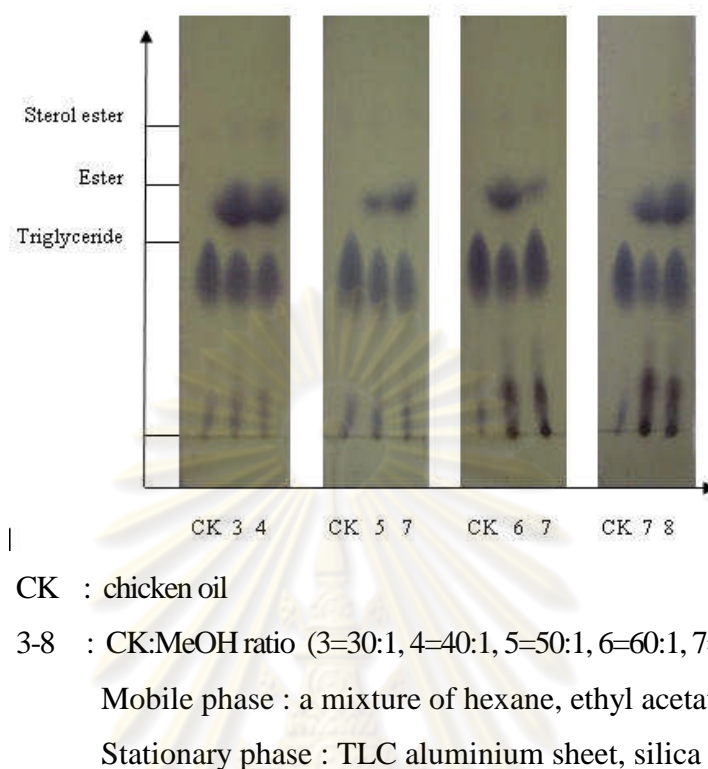 Sterol ester
Ester
Triglyceride
CK 3 4 CK 5 7 CK 6 7 CK 7 8
CK : chicken oil
3-8 : CK:MeOH ratio (3=30:1, 4=40:1, 5=50:1, 6=60:1, 7
Mobile phase : a mixture of hexane, ethyl aceta
Stationary phase : TLC aluminium sheet, silica